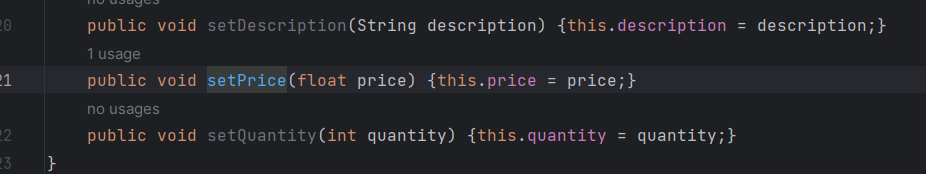 no usages
20 public void setDescription(String description) {this.description = description;}
1 usage
21 public void setPrice(float price) {this.price = price;}
no usages
22 public void setQuantity(int quantity) {this.quantity = quantity;}
23 }